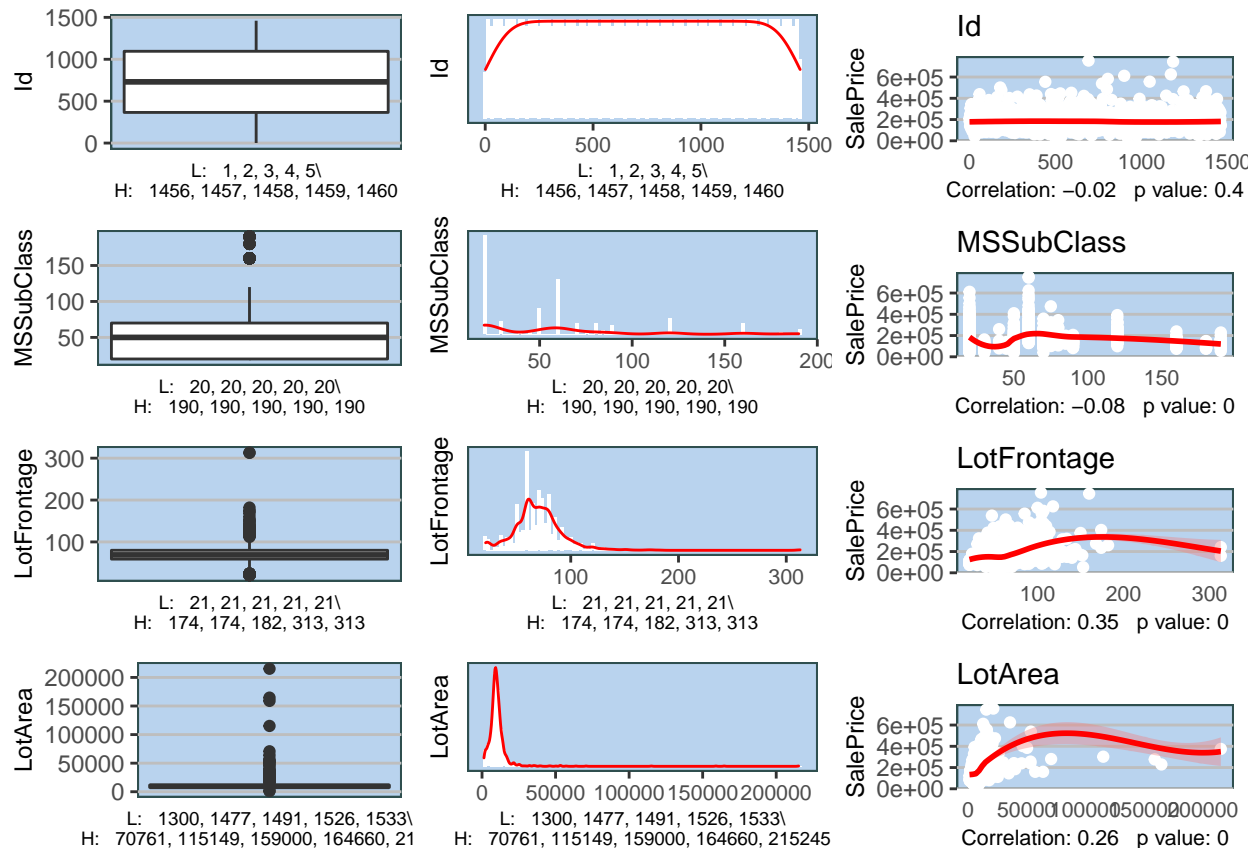 Id
1500
1000
500
0
Id
L: 1, 2, 3, 4, 5\
H: 1456, 1457, 1458, 1459, 1460
Id
0 500 1000 1500
L: 1, 2, 3, 4, 5\
H: 1456, 1457, 1458, 1459, 1460
SalePrice
6e+05
4e+05
2e+05
0e+00
0 500 1000 1500
Correlation: −0.02 p value: 0.4
MSSubClass
MSSubClass
150
100
50
L: 20, 20, 20, 20, 20\
H: 190, 190, 190, 190, 190
MSSubClass
50 100 150 200
L: 20, 20, 20, 20, 20\
H: 190, 190, 190, 190, 190
SalePrice
6e+05
4e+05
2e+05
0e+00
50 100 150
Correlation: −0.08 p value: 0
LotFrontage
LotFrontage
300
200
100
L: 21, 21, 21, 21, 21\
H: 174, 174, 182, 313, 313
LotFrontage
100 200 300
L: 21, 21, 21, 21, 21\
H: 174, 174, 182, 313, 313
SalePrice
6e+05
4e+05
2e+05
0e+00
100 200 300
Correlation: 0.35 p value: 0
LotArea
LotArea
200000
150000
100000
50000
0
L: 1300, 1477, 1491, 1526, 1533\
H: 70761, 115149, 159000, 164660, 21
LotArea
0 50000 100000 150000 200000
L: 1300, 1477, 1491, 1526, 1533\
H: 70761, 115149, 159000, 164660, 215245
SalePrice
6e+05
4e+05
2e+05
0e+00
0 50000 100000 150000 200000
Correlation: 0.26 p value: 0